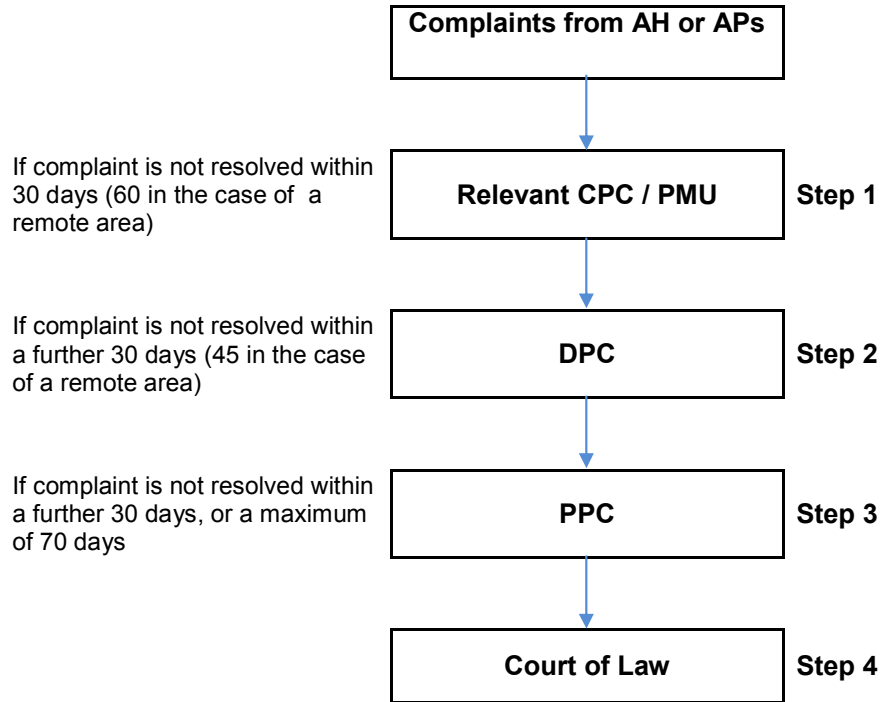 Complaints from AH or APs
If complaint is not resolved within
30 days (60 in the case of a
remote area)
Relevant CPC / PMU
Step 1
If complaint is not resolved within
a further 30 days (45 in the case
of a remote area)
DPC
Step 2
If complaint is not resolved within
a further 30 days, or a maximum
of 70 days
PPC
Step 3
Court of Law
Step 4